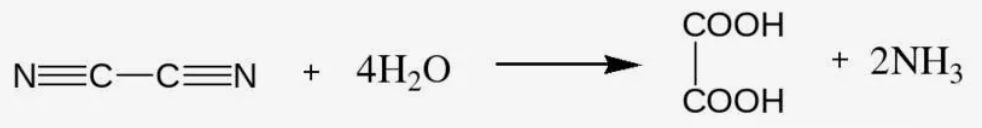 N≡C—C≡N + 4H₂O → COOH
COOH + 2NH₃